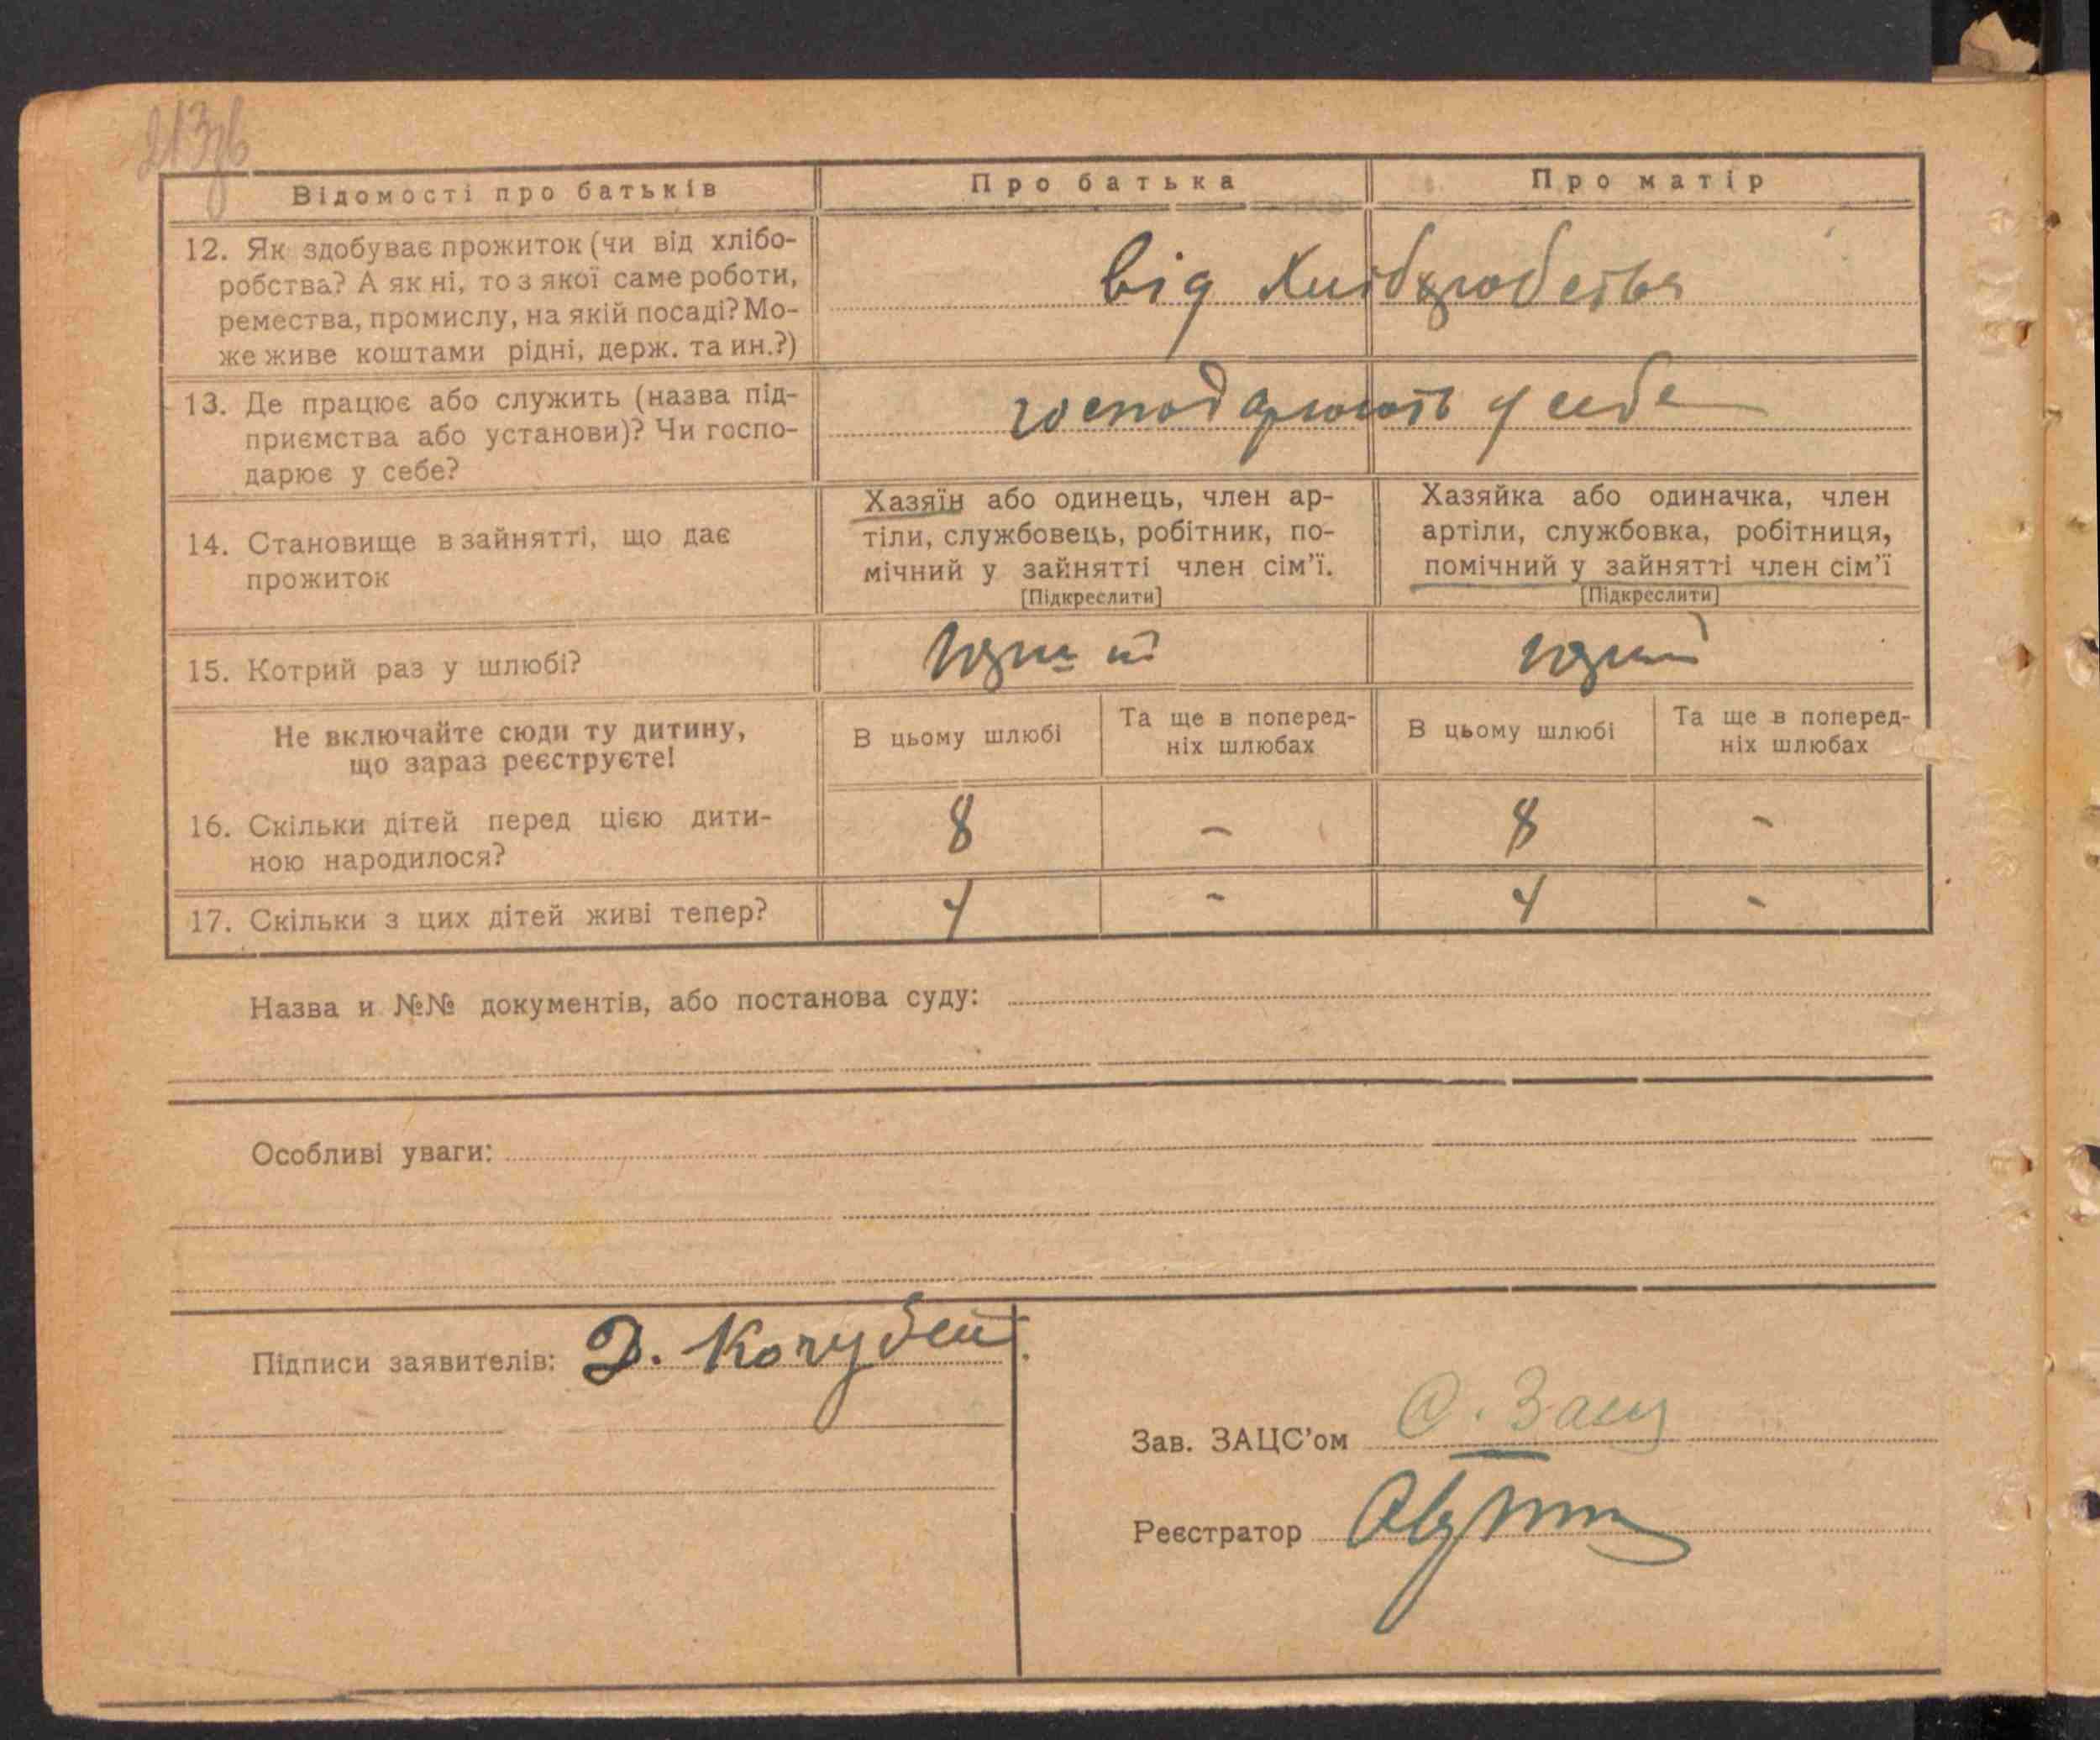 213зв
Відомості про батьків
Про батька
Про матір
12. Як здобуває прожиток (чи від хлібо-
робства? А як ні, то з якої саме роботи,
ремества, промислу, на якій посаді? Мо-
же живе коштами рідні, держ. та ин.?)
від Хліборобства
13. Де працює або служить (назва під-
приємства або установи)? Чи госпо-
дарює у себе?
господарюють у себе
14. Становище в зайнятті, що дає
прожиток
Хазяїн або одинець, член ар-
тіли, службовець, робітник, по-
мічний у зайнятті член сім'ї.
[Підкреслити]
Хазяйка або одиначка, член
артіли, службовка, робітниця,
помічний у зайнятті член сім'ї
[Підкреслити]
15. Котрий раз у шлюбі?
Не включайте сюди ту дитину,
що зараз реєструєте!
В цьому шлюбі
Та ще в поперед-
ніх шлюбах
В цьому шлюбі
Та ще в поперед-
ніх шлюбах
16. Скільки дітей перед цією дити-
ною народилося?
8 - 8 -
17. Скільки з цих дітей живі тепер?
4 - 4 -
Назва и №№ документів, або постанова суду:
Особливі уваги:
Підписи заявителів: Д. Кочубей.
Зав. ЗАЦС'ом
Реєстратор